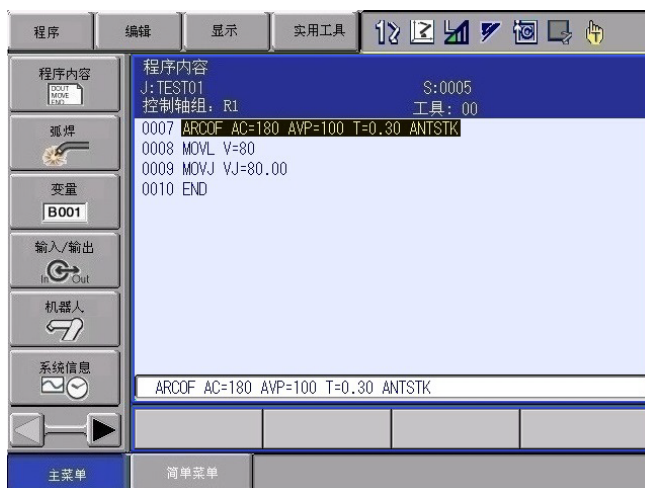 程序 编辑 显示 实用工具
程序内容
DOUT
MOVE
END
弧焊
变量
B001
输入/输出
In Out
机器人
系统信息
程序内容
J:TEST01 S:0005
控制轴组: R1 工具: 00
0007 ARCOF AC=180 AVP=100 T=0.30 ANTSTK
0008 MOVL V=80
0009 MOVJ VJ=80.00
0010 END
ARCOF AC=180 AVP=100 T=0.30 ANTSTK
主菜单 简单菜单